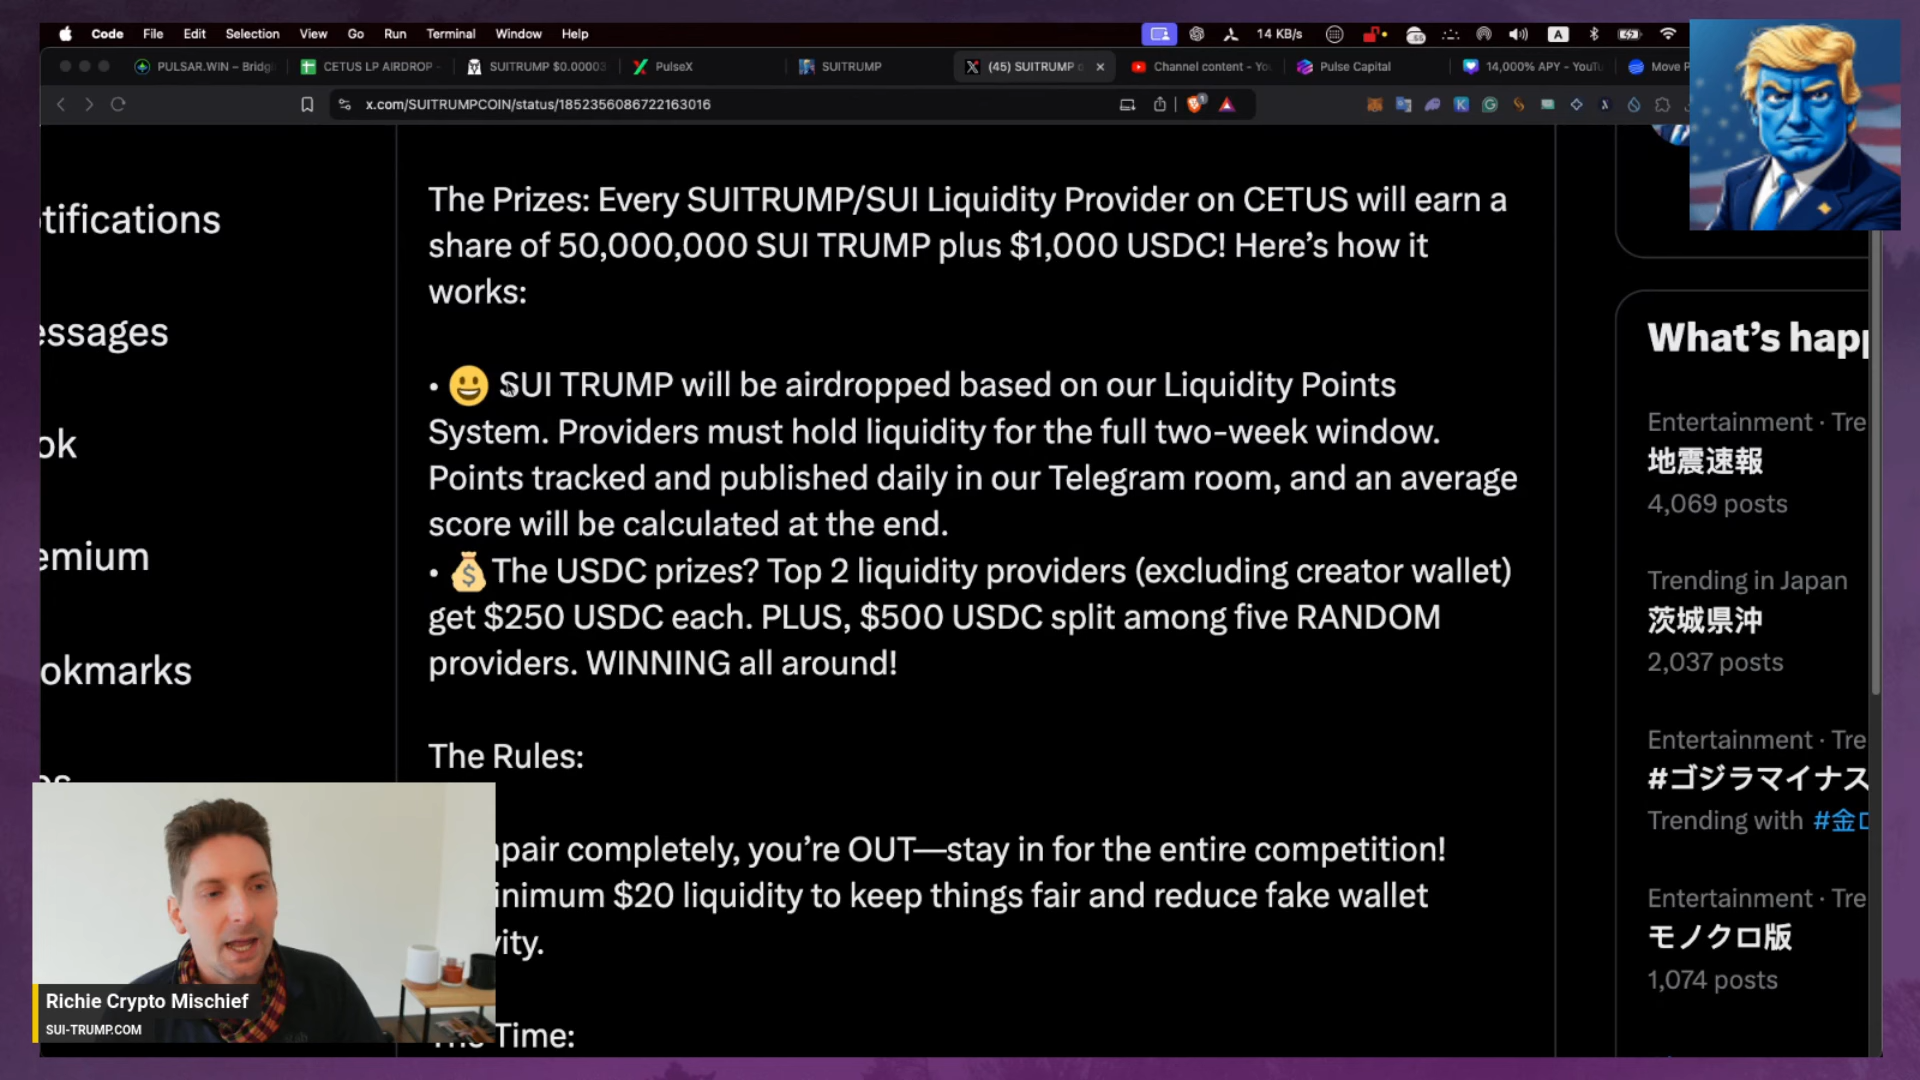 Code File Edit Selection View Go Run Terminal Window Help 14 KB/s A
PULSAR.WIN – Bridg CETUS LP AIRDROP - SUITRUMP $0.00003 PulseX SUITRUMP (45) SUITRUMP Channel content - Yo Pulse Capital 14,000% APY - YouTu Move P
x.com/SUITRUMPCOIN/status/1852356086722163016
The Prizes: Every SUITRUMP/SUI Liquidity Provider on CETUS will earn a
share of 50,000,000 SUI TRUMP plus $1,000 USDC! Here’s how it
works:
• 😀 SUI TRUMP will be airdropped based on our Liquidity Points
System. Providers must hold liquidity for the full two-week window.
Points tracked and published daily in our Telegram room, and an average
score will be calculated at the end.
• 💰The USDC prizes? Top 2 liquidity providers (excluding creator wallet)
get $250 USDC each. PLUS, $500 USDC split among five RANDOM
providers. WINNING all around!
The Rules:
pair completely, you’re OUT—stay in for the entire competition!
inimum $20 liquidity to keep things fair and reduce fake wallet
vity.
Time:
tifications
essages
ok
emium
okmarks
What’s hap
Entertainment · Tre
地震速報
4,069 posts
Trending in Japan
茨城県沖
2,037 posts
Entertainment · Tre
#ゴジラマイナス
Trending with #金ロ
Entertainment · Tre
モノクロ版
1,074 posts
Richie Crypto Mischief
SUI-TRUMP.COM